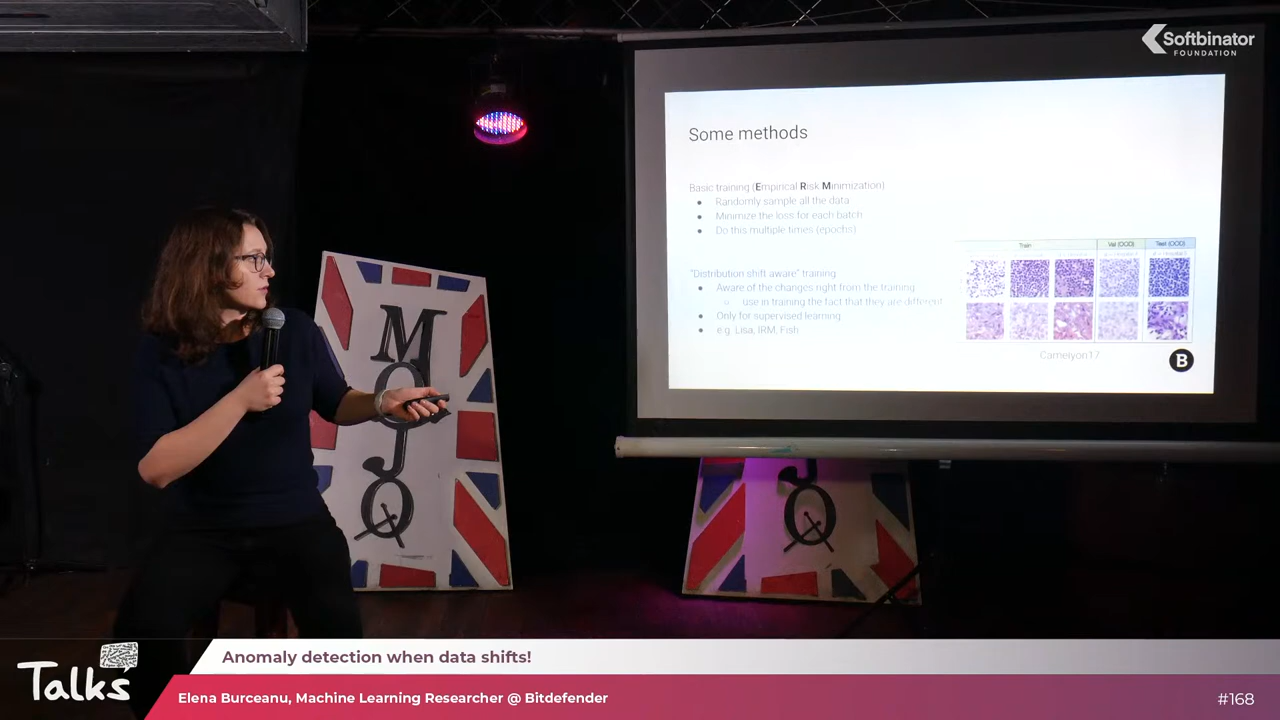 Softbinator
FOUNDATION
Some methods
Basic training (Empirical Risk Minimization)
● Randomly sample all the data
● Minimize the loss for each batch
● Do this multiple times (epochs)
"Distribution shift aware" training
● Aware of the changes right from the training
○ use in training the fact that they are different
● Only for supervised learning
● e.g. Lisa, IRM, Fish
Train Val (OOD) Test (OOD)
Camelyon17
B
MOJO
JO
Talks
Anomaly detection when data shifts!
Elena Burceanu, Machine Learning Researcher @ Bitdefender
#168